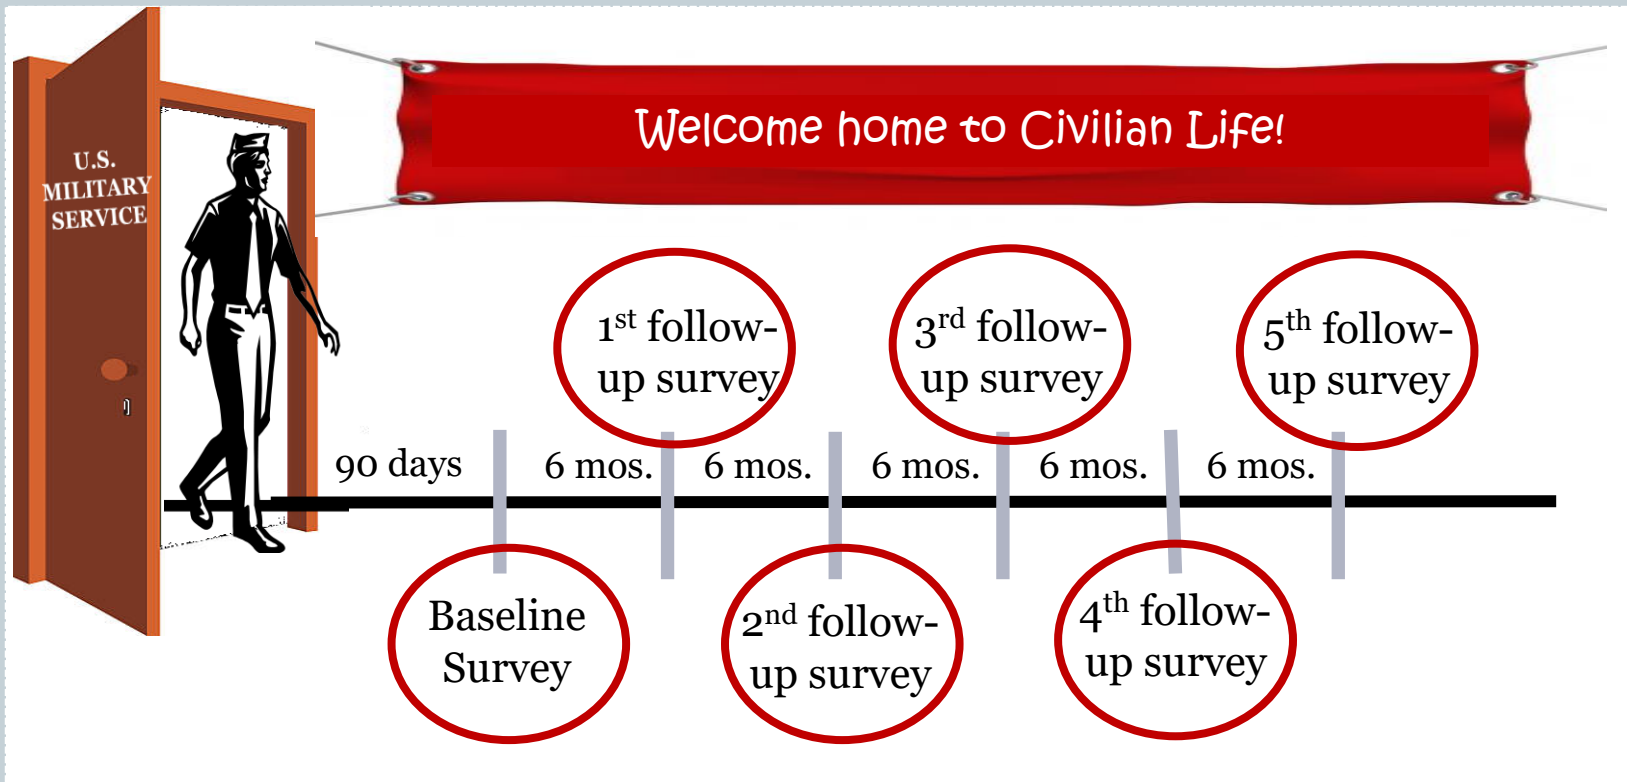 U.S.
MILITARY
SERVICE
Welcome home to Civilian Life!
1st follow-
up survey
3rd follow-
up survey
5th follow-
up survey
90 days
6 mos.
6 mos.
6 mos.
6 mos.
6 mos.
Baseline
Survey
2nd follow-
up survey
4th follow-
up survey